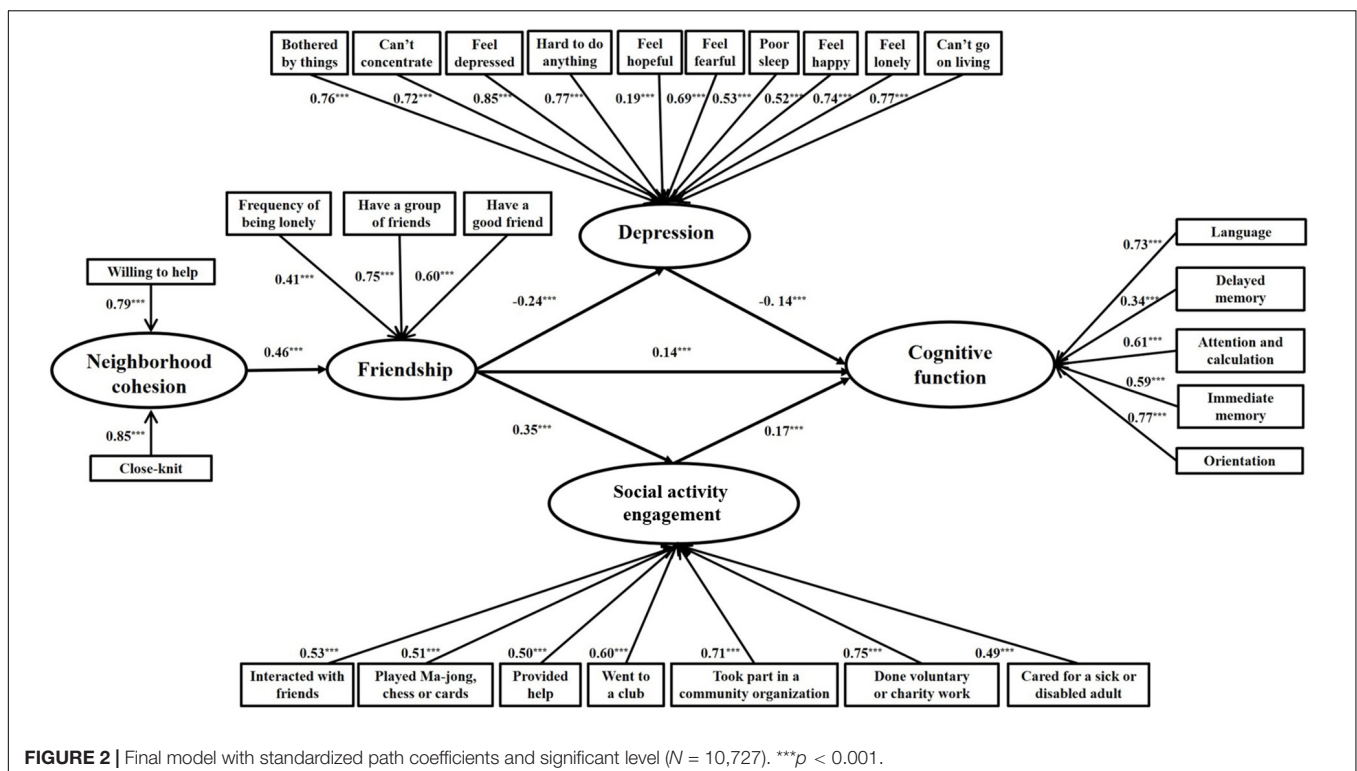 Bothered
by things
Can't
concentrate
Feel
depressed
Hard to do
anything
Feel
hopeful
Feel
fearful
Poor
sleep
Feel
happy
Feel
lonely
Can't go
on living
0.76***
0.72***
0.85***
0.77***
0.19***
0.69***
0.53***
0.52***
0.74***
0.77***
Depression
Frequency of
being lonely
Have a group
of friends
Have a
good friend
0.41***
0.75***
0.60***
Willing to help
0.79***
Neighborhood
cohesion
0.85***
Close-knit
0.46***
Friendship
-0.24***
-0. 14***
0.14***
0.35***
0.17***
Cognitive
function
0.73***
Language
0.34***
Delayed
memory
0.61***
Attention and
calculation
0.59***
Immediate
memory
0.77***
Orientation
Social activity
engagement
0.53***
0.51***
0.50***
0.60***
0.71***
0.75***
0.49***
Interacted with
friends
Played Ma-jong,
chess or cards
Provided
help
Went to
a club
Took part in a
community organization
Done voluntary
or charity work
Cared for a sick or
disabled adult
FIGURE 2 | Final model with standardized path coefficients and significant level (N = 10,727). ***p < 0.001.